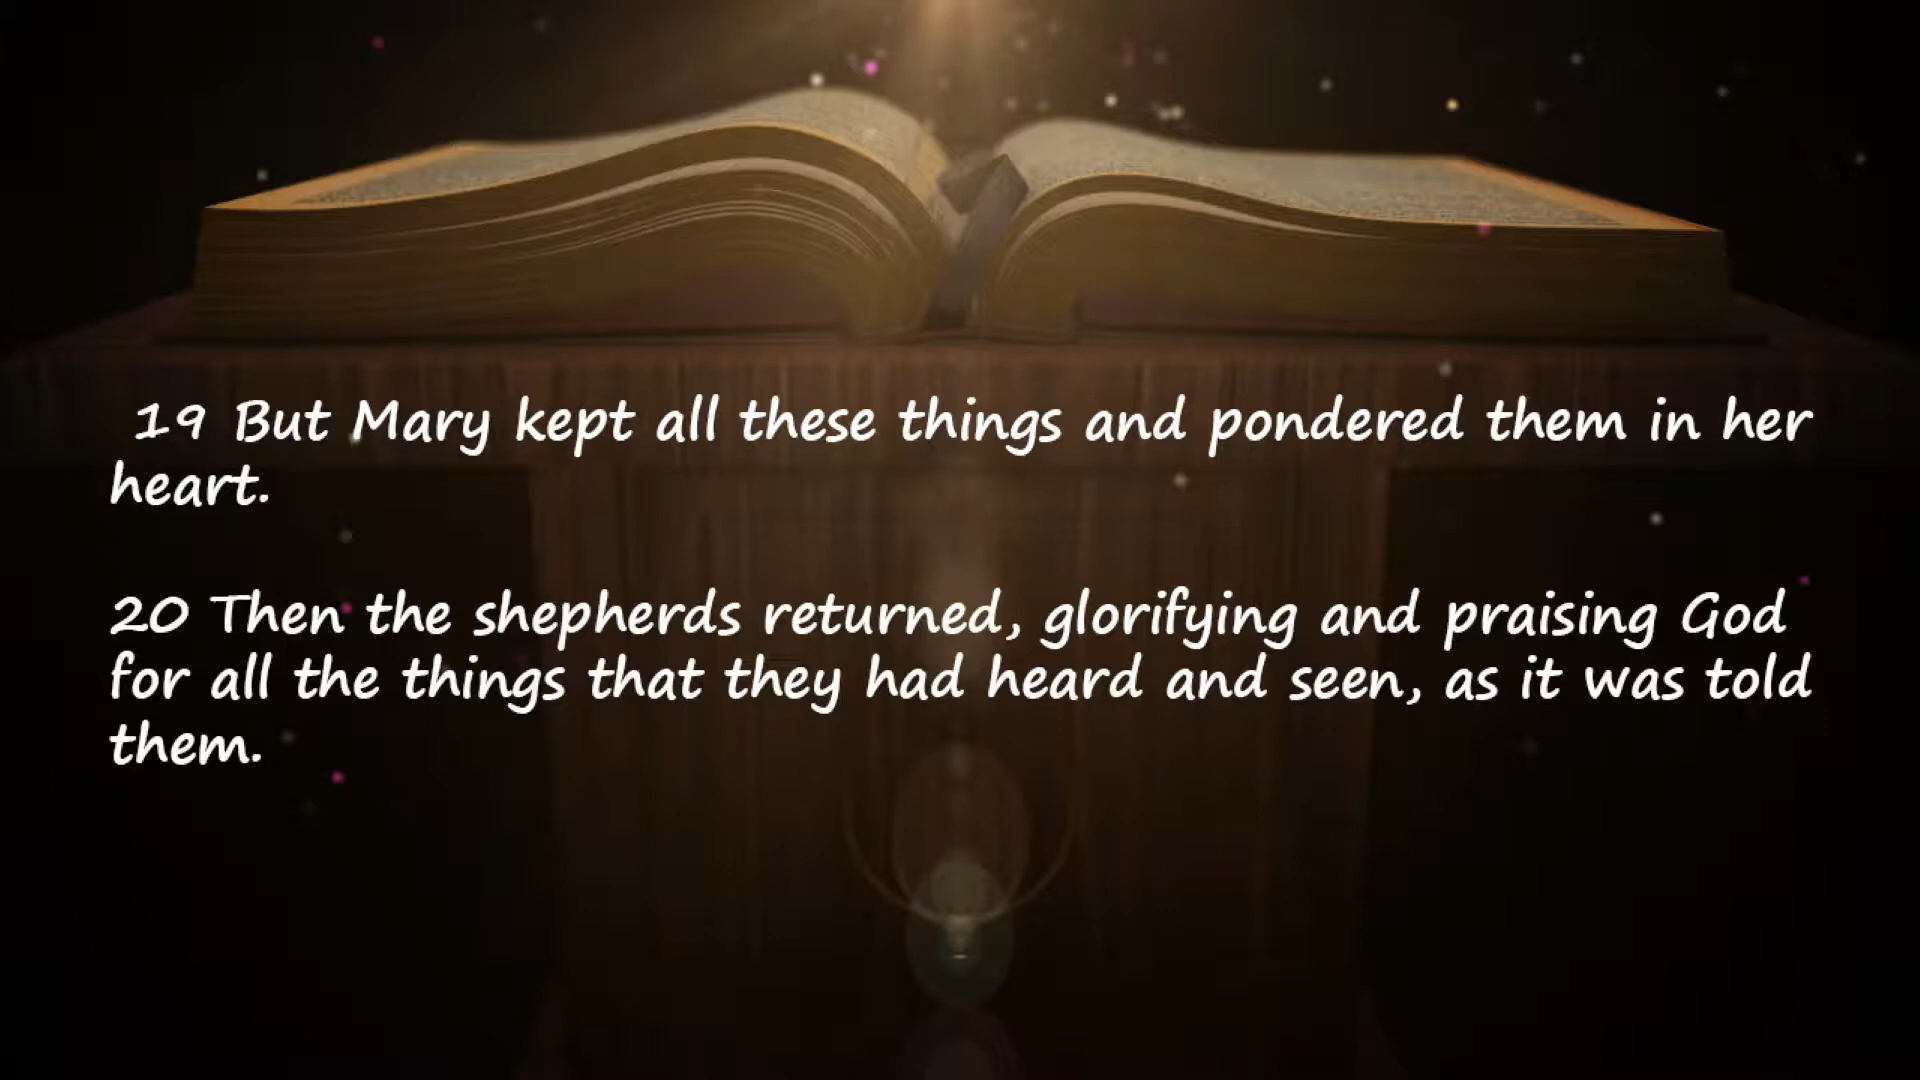 19 But Mary kept all these things and pondered them in her
heart.
20 Then the shepherds returned, glorifying and praising God
for all the things that they had heard and seen, as it was told
them.